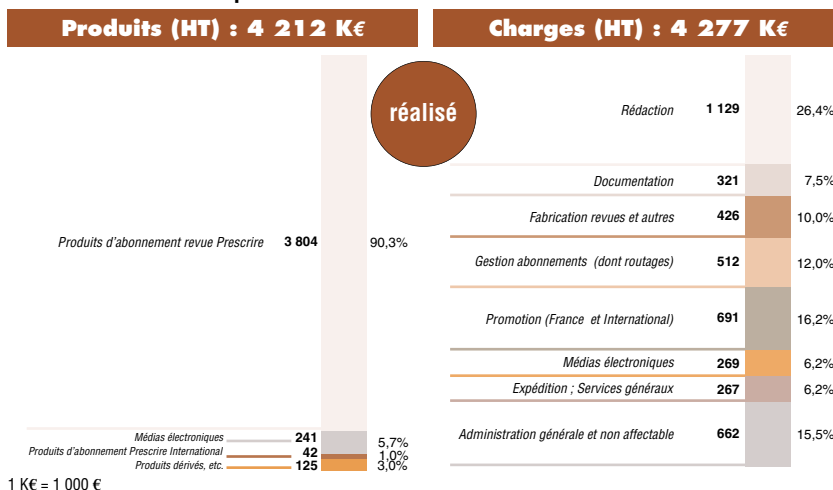 Produits (HT) : 4 212 K€
Charges (HT) : 4 277 K€
réalisé
Produits d'abonnement revue Prescrire 3 804 90,3%
Médias électroniques 241 5,7%
Produits d'abonnement Prescrire International 42 1,0%
Produits dérivés, etc. 125 3,0%
Rédaction 1 129 26,4%
Documentation 321 7,5%
Fabrication revues et autres 426 10,0%
Gestion abonnements (dont routages) 512 12,0%
Promotion (France et International) 691 16,2%
Médias électroniques 269 6,2%
Expédition ; Services généraux 267 6,2%
Administration générale et non affectable 662 15,5%
1 K€ = 1 000 €